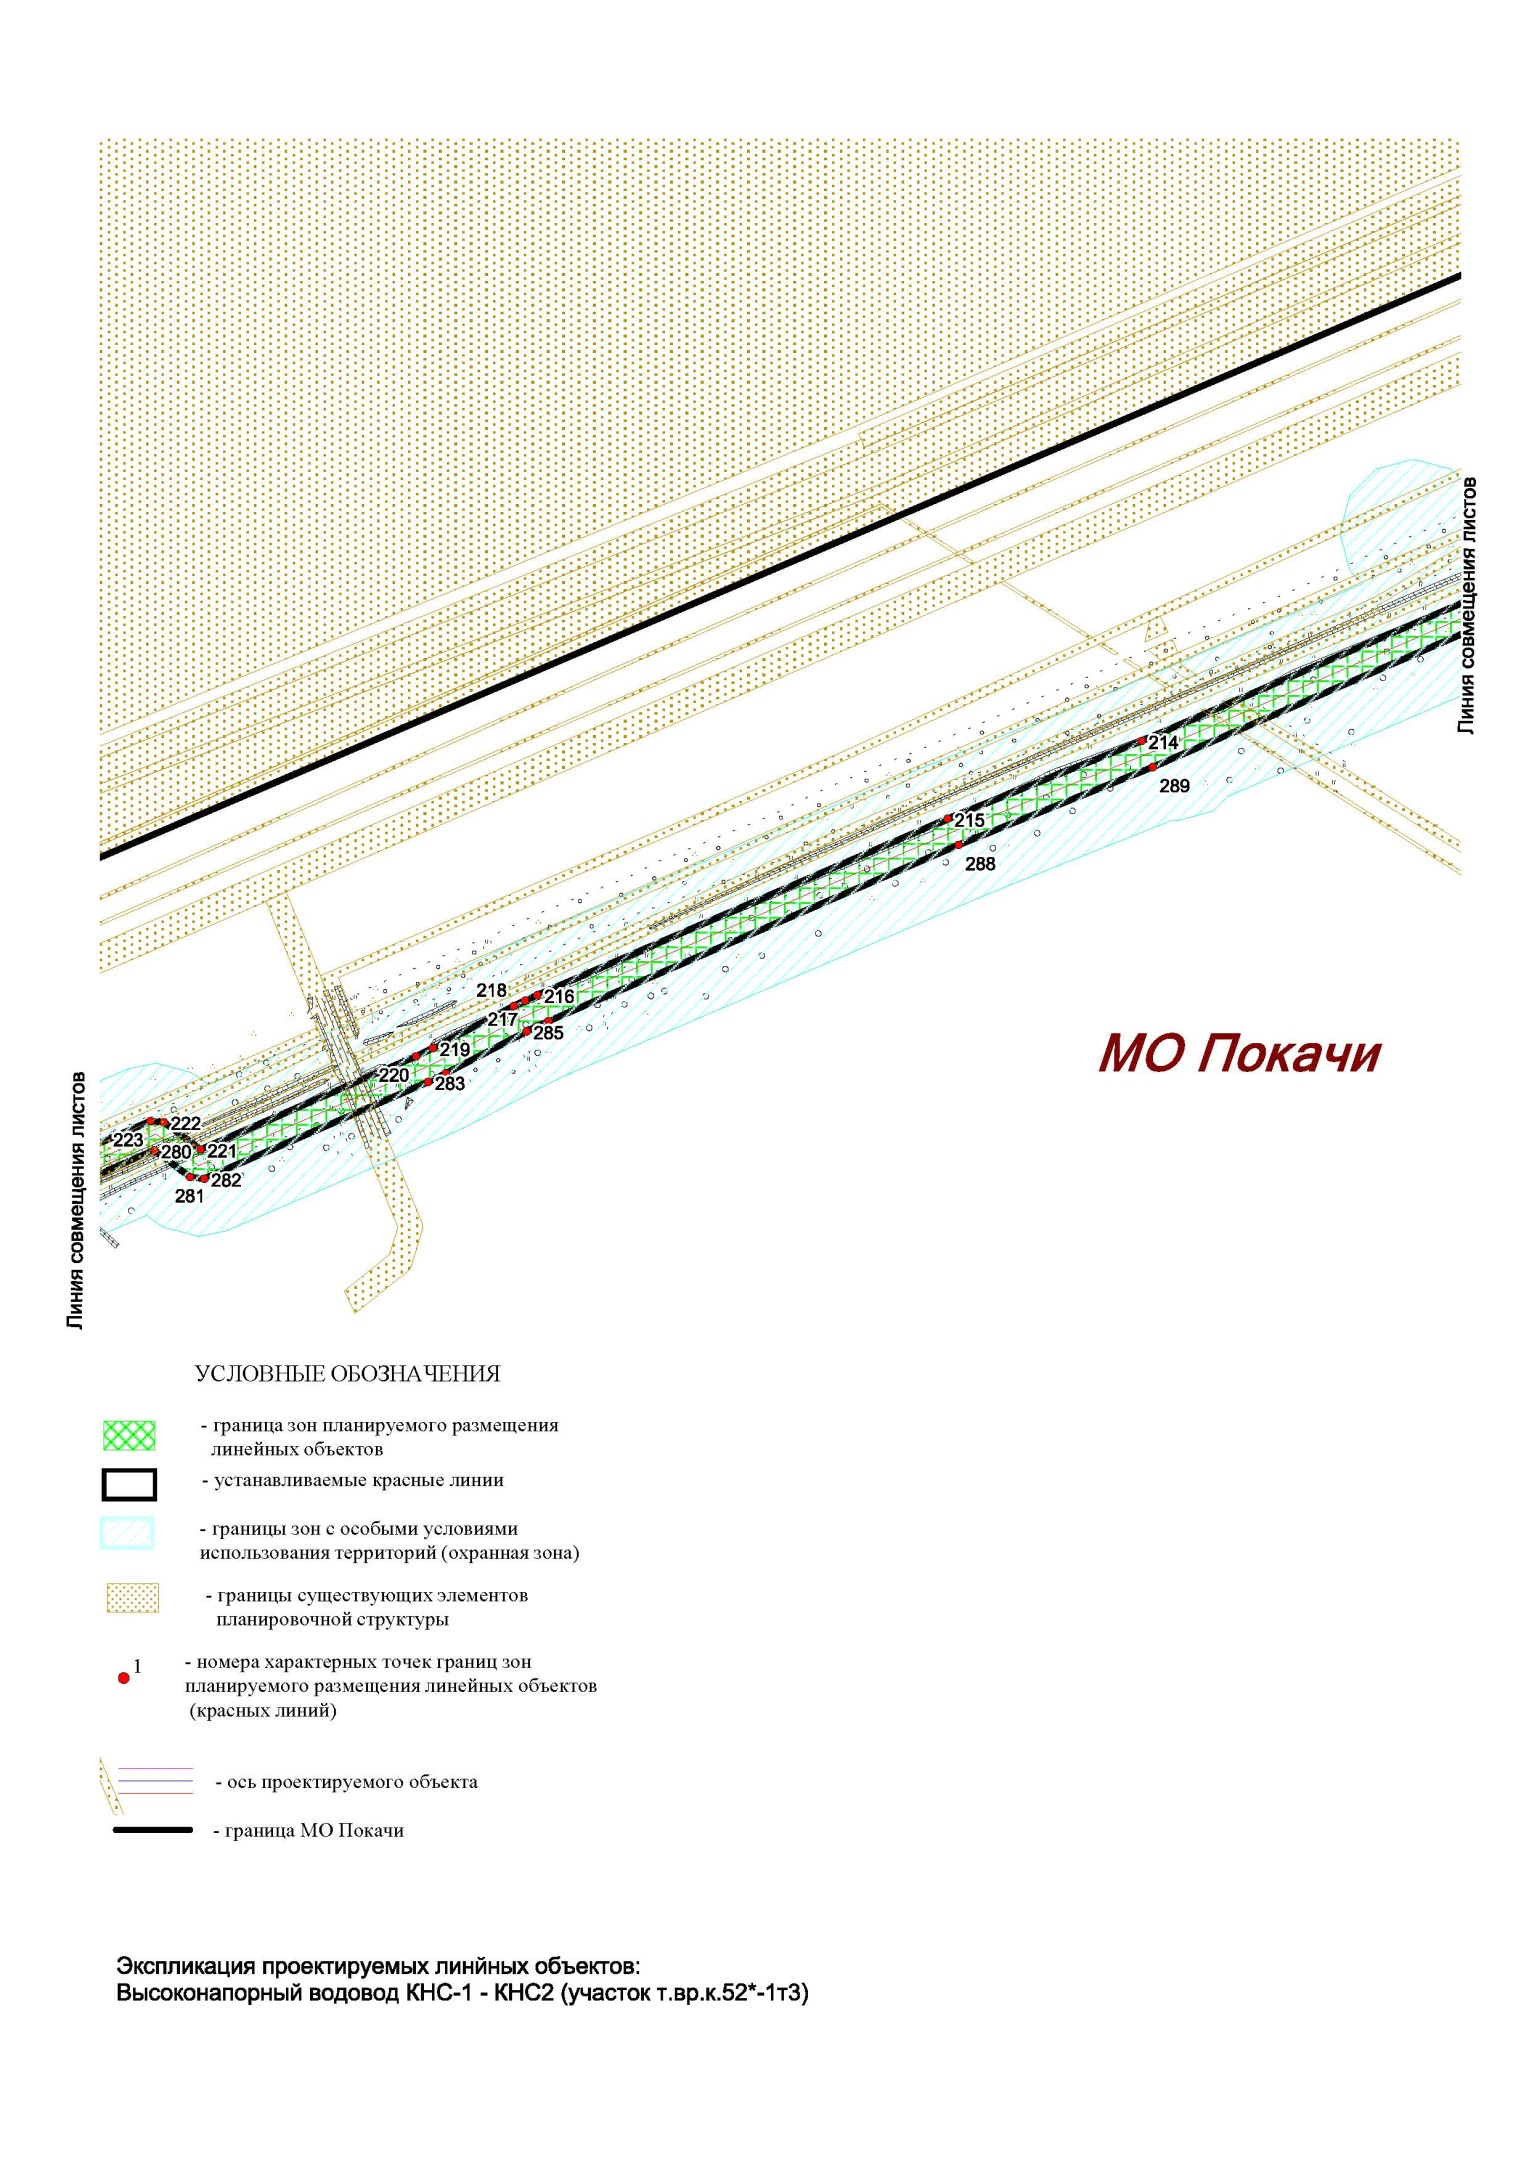 Линия совмещения листов
214
289
215
288
218
216
217
285
219
220
283
222
223
280
221
282
281
МО Покачи
Линия совмещения листов
УСЛОВНЫЕ ОБОЗНАЧЕНИЯ
- граница зон планируемого размещения
линейных объектов
- устанавливаемые красные линии
- границы зон с особыми условиями
использования территорий (охранная зона)
- границы существующих элементов
планировочной структуры
1
- номера характерных точек границ зон
планируемого размещения линейных объектов
(красных линий)
- ось проектируемого объекта
- граница МО Покачи
Экспликация проектируемых линйных объектов:
Высоконапорный водовод КНС-1 - КНС2 (участок т.вр.к.52*-1т3)